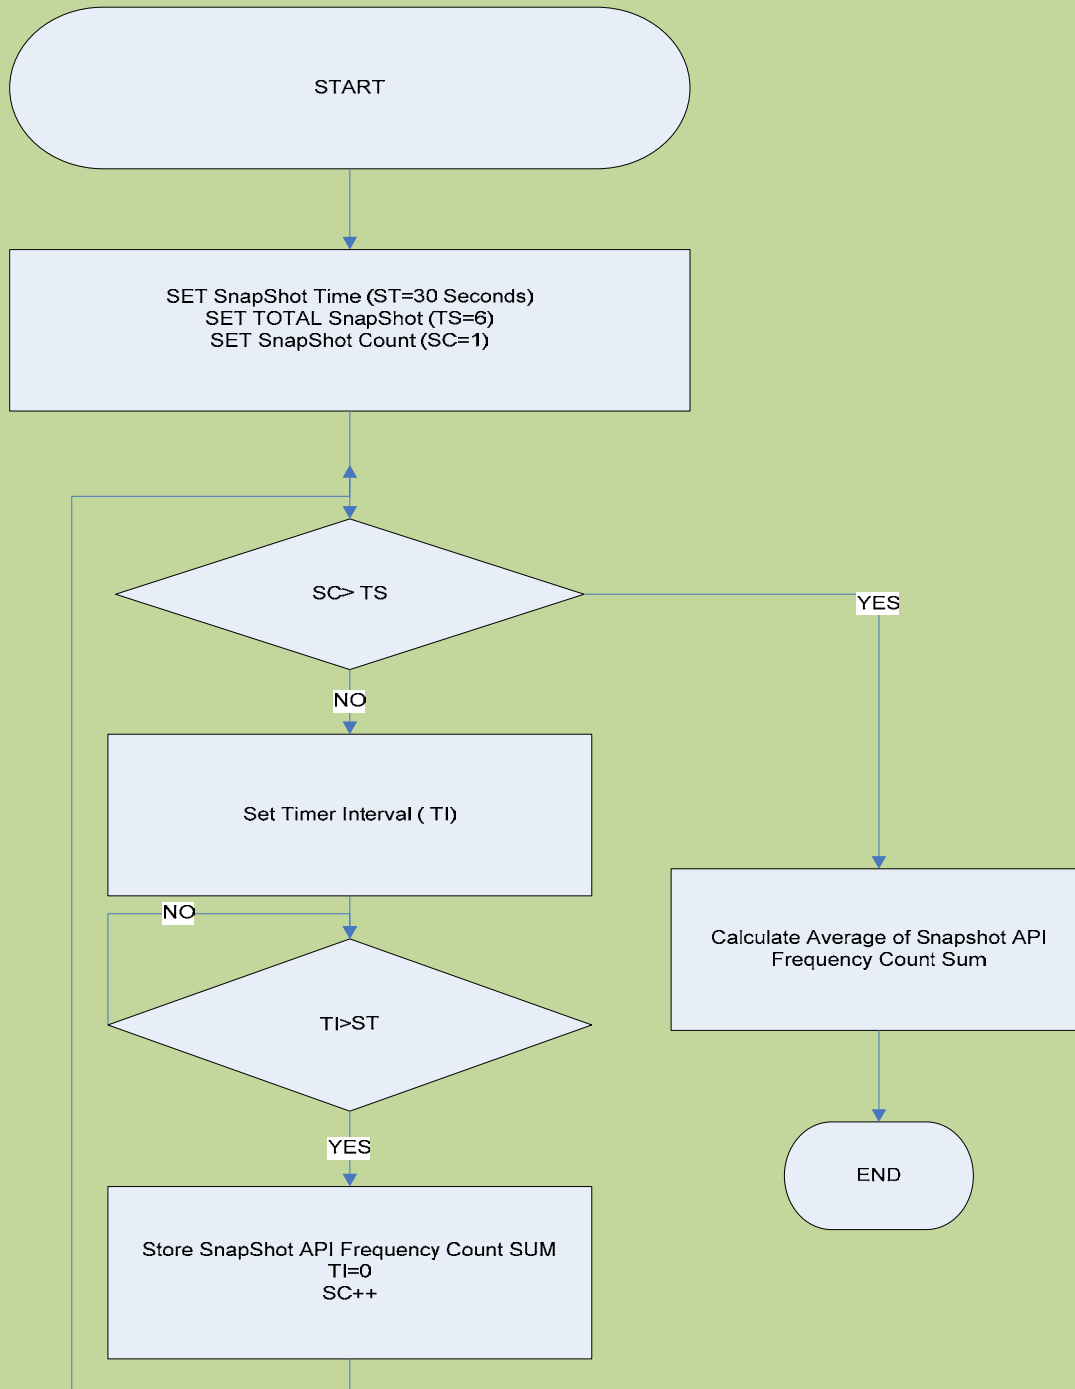 START
SET SnapShot Time (ST=30 Seconds)
SET TOTAL SnapShot (TS=6)
SET SnapShot Count (SC=1)
SC> TS
YES
NO
Set Timer Interval ( TI)
NO
TI>ST
Calculate Average of Snapshot API
Frequency Count Sum
YES
END
Store SnapShot API Frequency Count SUM
TI=0
SC++